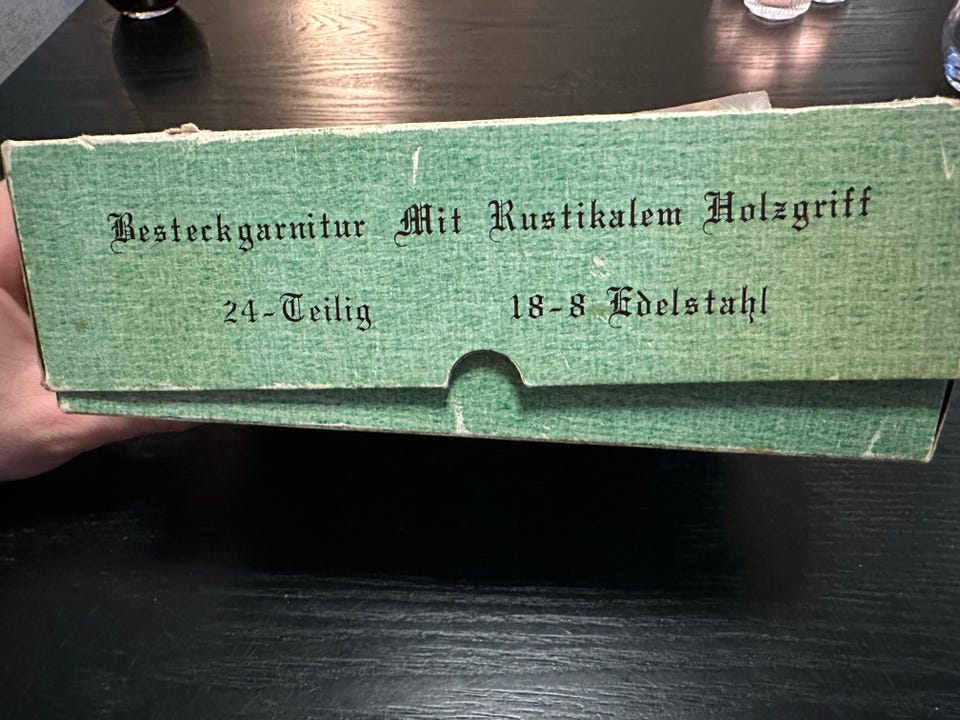 Besteckgarnitur Mit Rustikalem Holzgriff
24-Teilig 18-8 Edelstahl